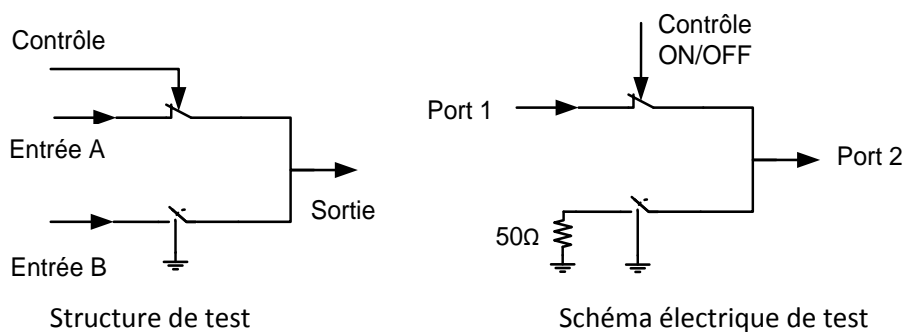 Contrôle
Entrée A
Entrée B
Sortie
Structure de test
Contrôle
ON/OFF
Port 1
Port 2
50Ω
Schéma électrique de test